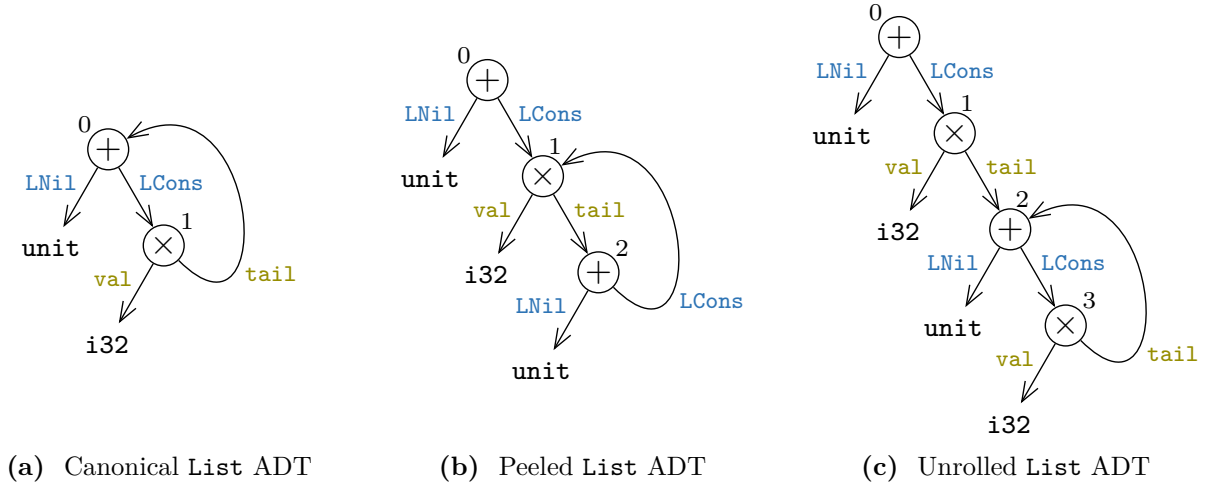 0
+
LNil LCons
1
×
unit
val tail
i32
(a) Canonical List ADT
0
+
LNil LCons
1
×
unit
val tail
2
+
i32
LNil LCons
unit
(b) Peeled List ADT
0
+
LNil LCons
1
×
unit
val tail
2
+
i32
LNil LCons
3
×
unit
val tail
i32
(c) Unrolled List ADT